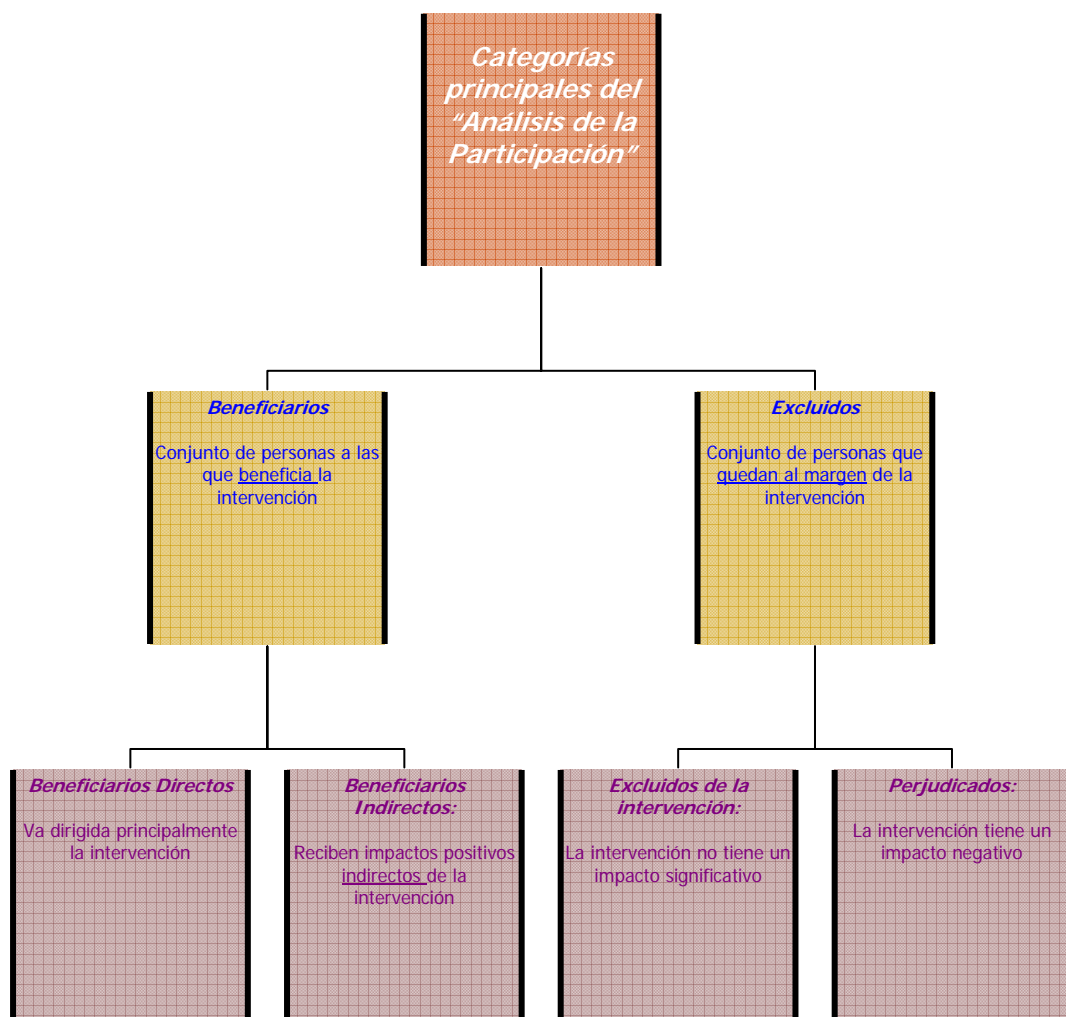 Categorías
principales del
“Análisis de la
Participación”
Beneficiarios
Conjunto de personas a las
que beneficia la
intervención
Excluidos
Conjunto de personas que
quedan al margen de la
intervención
Beneficiarios Directos
Va dirigida principalmente
la intervención
Beneficiarios
Indirectos:
Reciben impactos positivos
indirectos de la
intervención
Excluidos de la
intervención:
La intervención no tiene un
impacto significativo
Perjudicados:
La intervención tiene un
impacto negativo